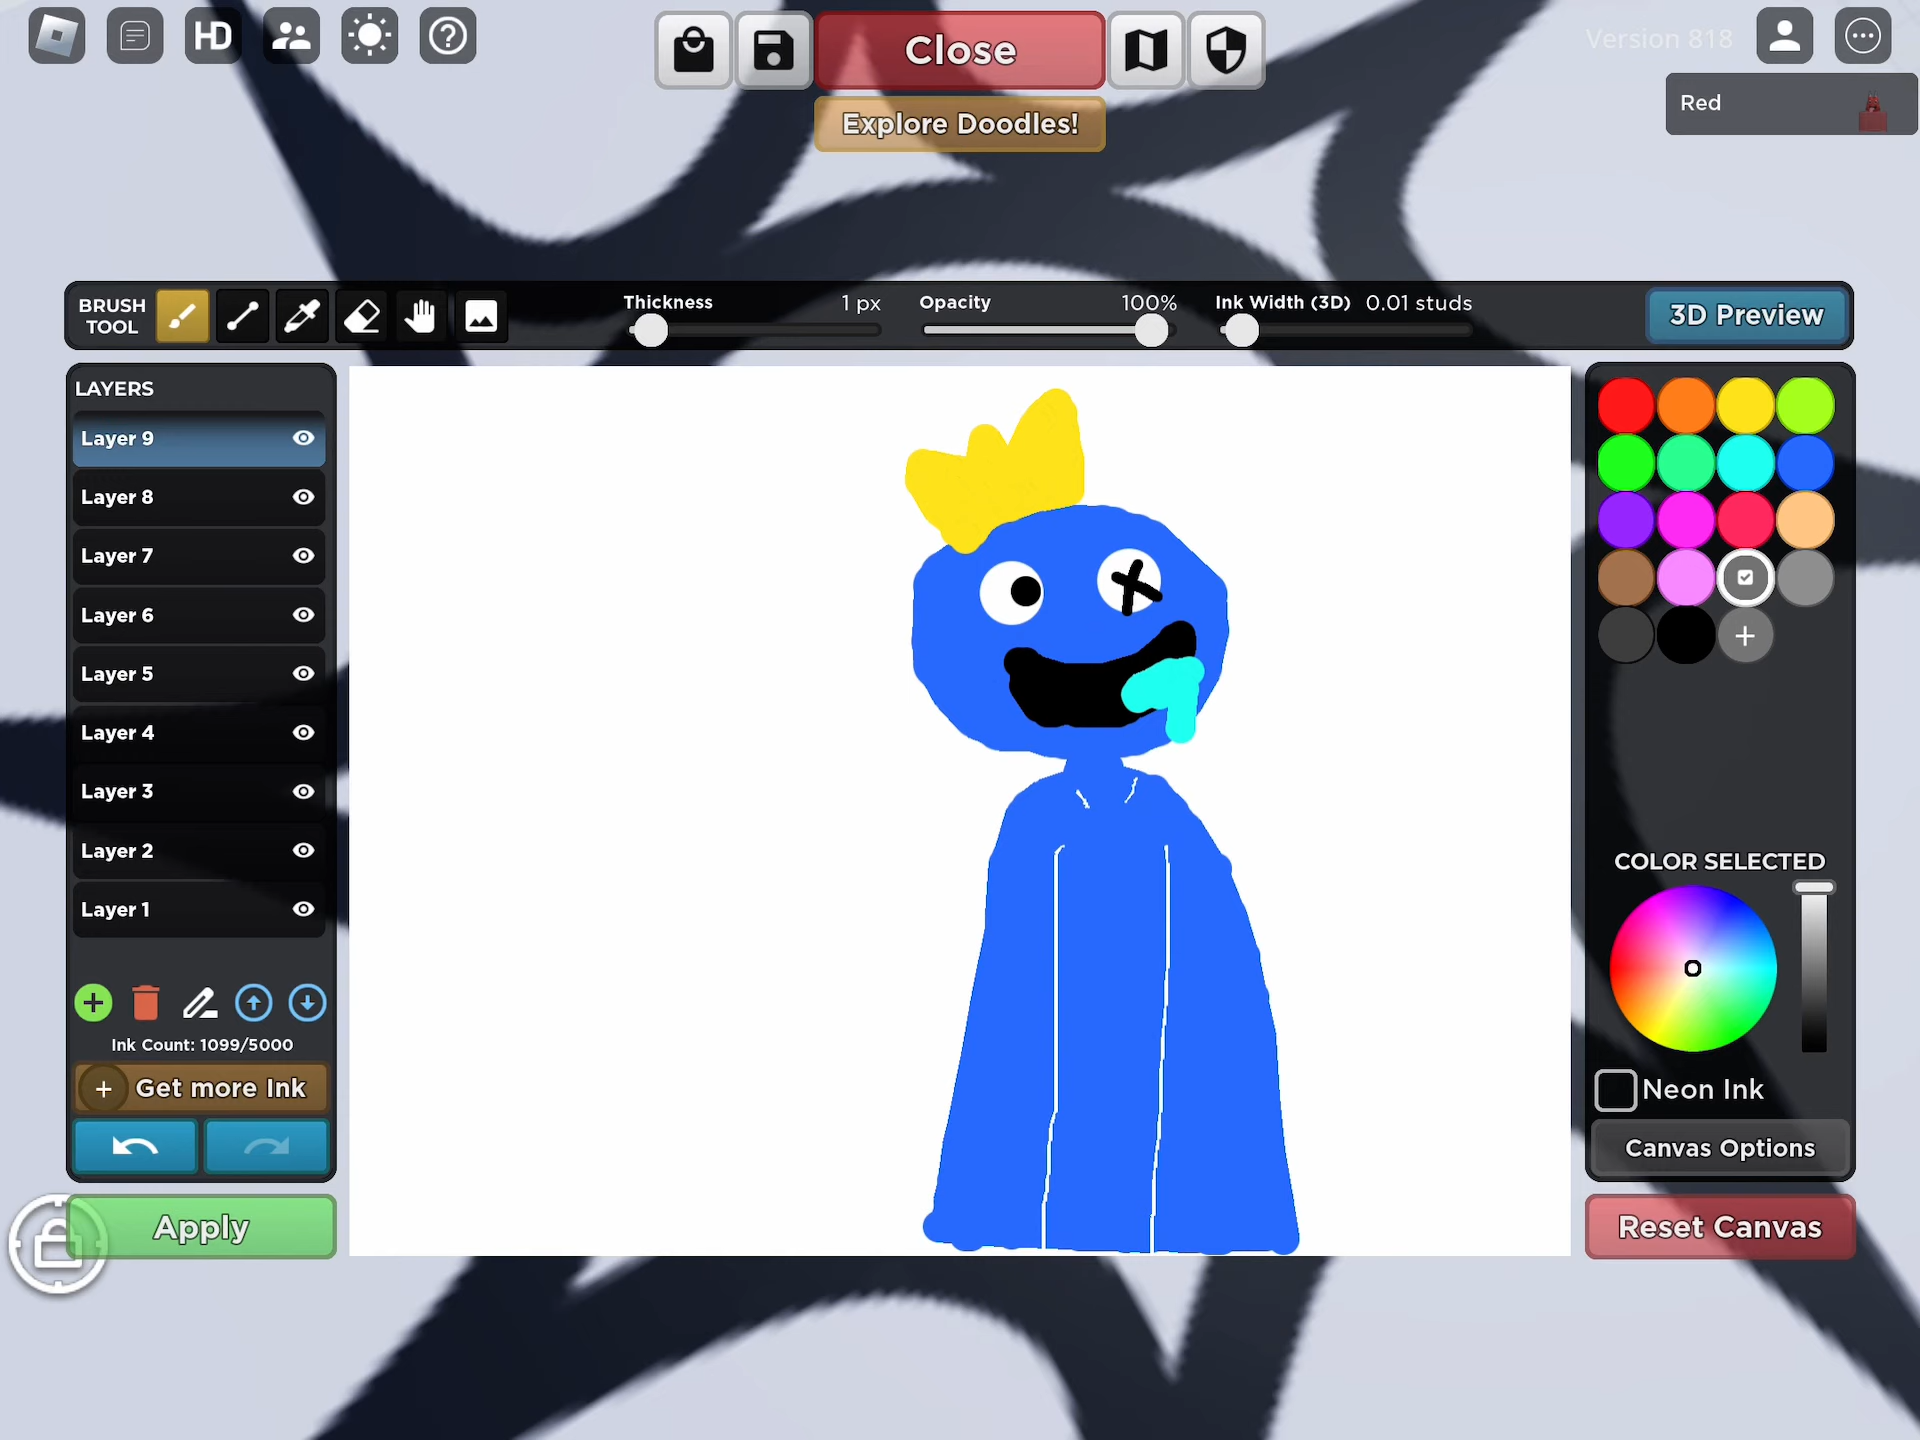 HD
Close
Explore Doodles!
Version 818
Red
BRUSH
TOOL
Thickness 1 px
Opacity 100%
Ink Width (3D) 0.01 studs
3D Preview
LAYERS
Layer 9
Layer 8
Layer 7
Layer 6
Layer 5
Layer 4
Layer 3
Layer 2
Layer 1
Ink Count: 1099/5000
+ Get more Ink
Apply
COLOR SELECTED
Neon Ink
Canvas Options
Reset Canvas